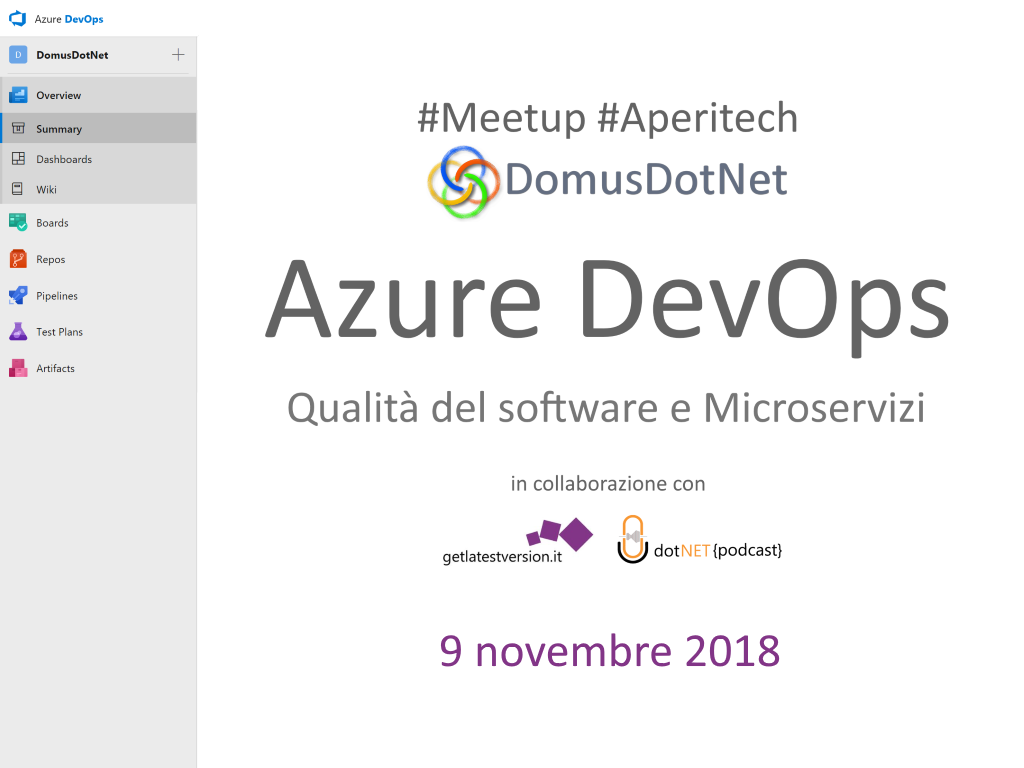 Azure DevOps
D DomusDotNet
Overview
Summary
Dashboards
Wiki
Boards
Repos
Pipelines
Test Plans
Artifacts
#Meetup #Aperitech
DomusDotNet
Azure DevOps
Qualità del software e Microservizi
in collaborazione con
getlatestversion.it
dotNET{podcast}
9 novembre 2018